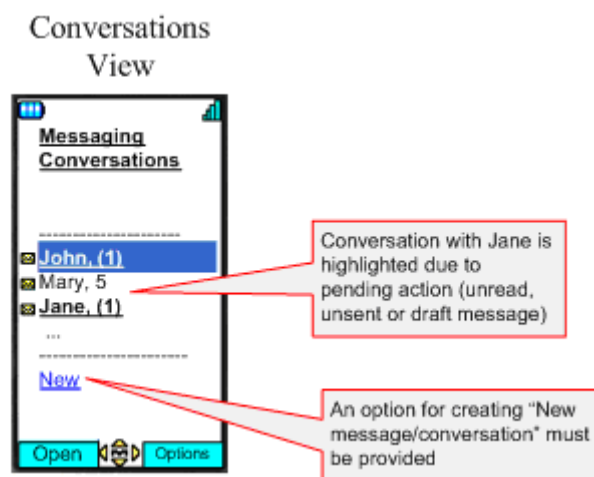 Conversations
View
Messaging
Conversations
---------------------
John, (1)
Mary, 5
Jane, (1)
...
----------------------
New
Open
Options
Conversation with Jane is
highlighted due to
pending action (unread,
unsent or draft message)
An option for creating “New
message/conversation” must
be provided